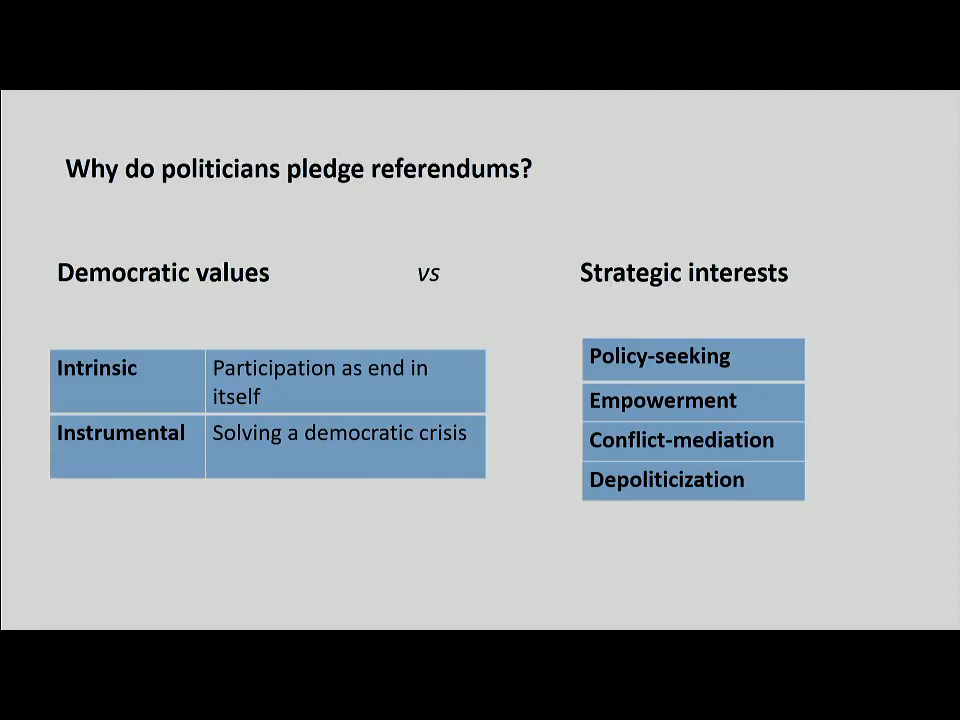 Why do politicians pledge referendums?
Democratic values
vs
Strategic interests
Intrinsic
Participation as end in
itself
Instrumental
Solving a democratic crisis
Policy-seeking
Empowerment
Conflict-mediation
Depoliticization